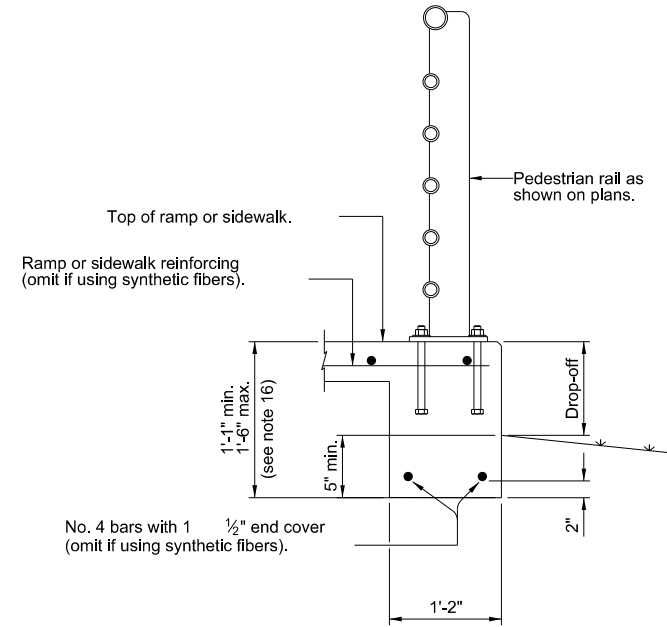 Pedestrian rail as
shown on plans.
Top of ramp or sidewalk.
Ramp or sidewalk reinforcing
(omit if using synthetic fibers).
1'-1" min.
1'-6" max.
(see note 16)
5" min.
Drop-off
2"
No. 4 bars with 1 ½" end cover
(omit if using synthetic fibers).
1'-2"